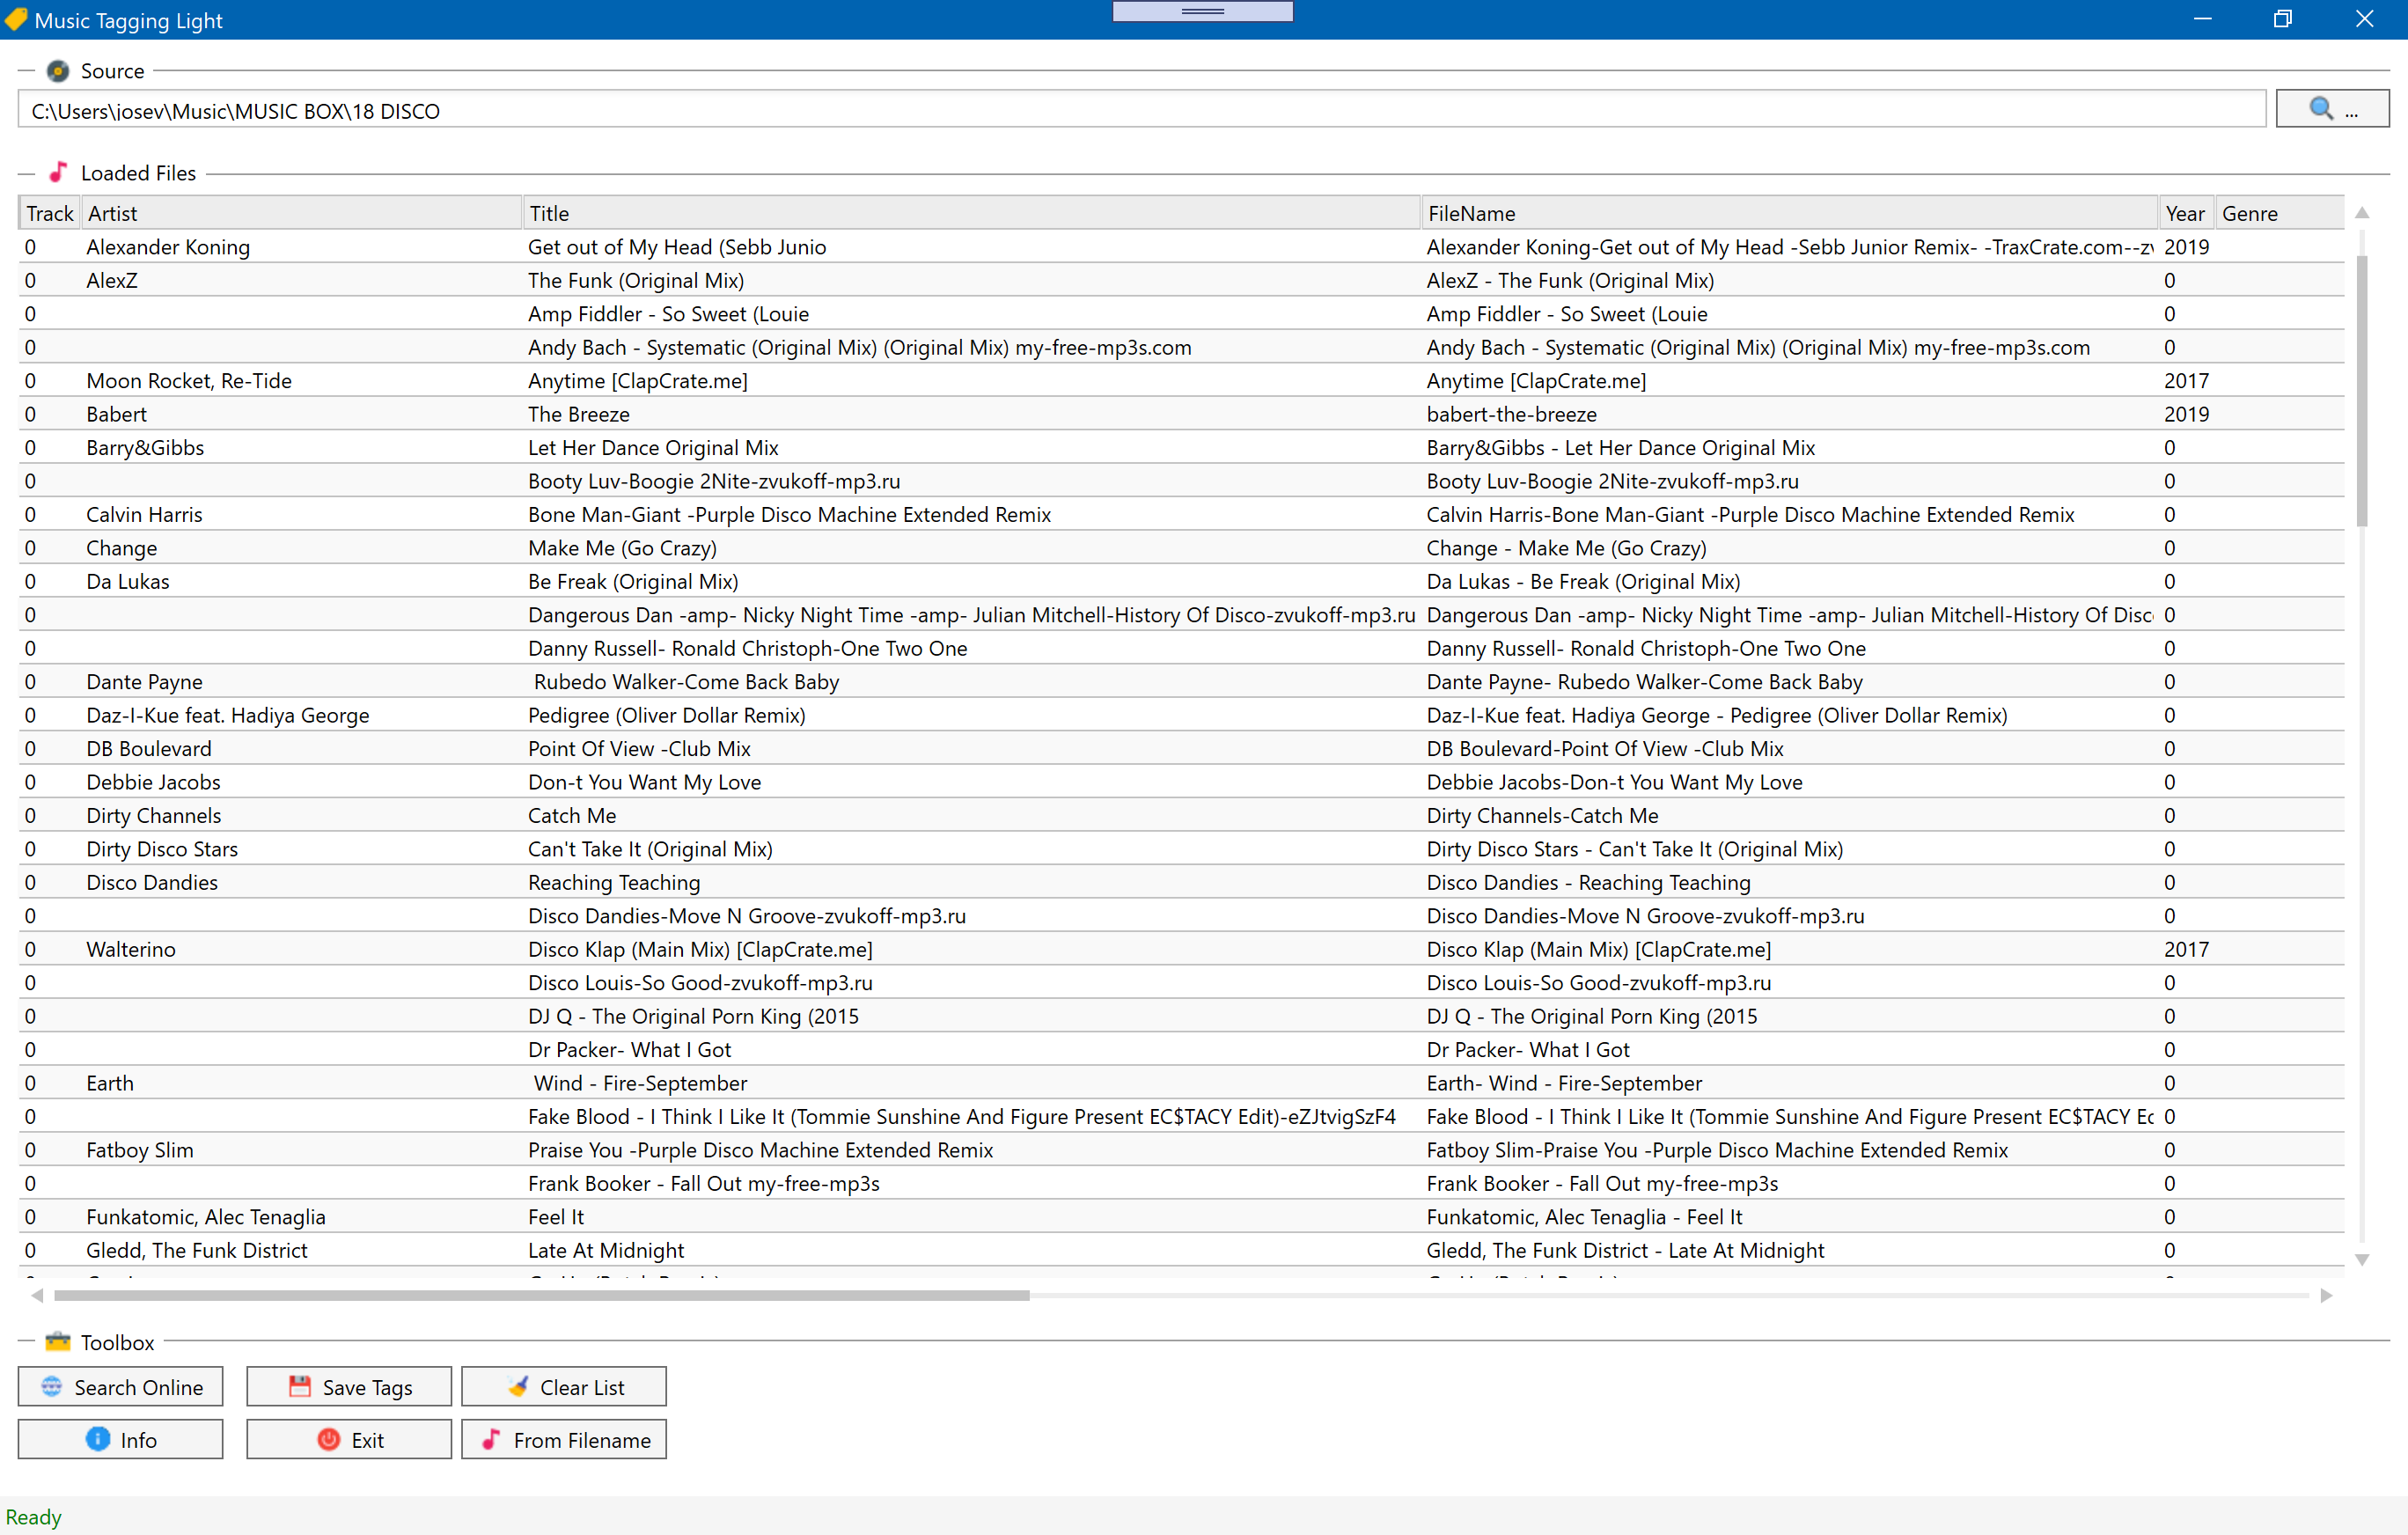 Music Tagging Light
Source
C:\Users\josev\Music\MUSIC BOX\18 DISCO
...
Loaded Files
Track Artist Title FileName Year Genre
0 Alexander Koning Get out of My Head (Sebb Junio Alexander Koning-Get out of My Head -Sebb Junior Remix- -TraxCrate.com--zv 2019
0 AlexZ The Funk (Original Mix) AlexZ - The Funk (Original Mix) 0
0 Amp Fiddler - So Sweet (Louie Amp Fiddler - So Sweet (Louie 0
0 Andy Bach - Systematic (Original Mix) (Original Mix) my-free-mp3s.com Andy Bach - Systematic (Original Mix) (Original Mix) my-free-mp3s.com 0
0 Moon Rocket, Re-Tide Anytime [ClapCrate.me] Anytime [ClapCrate.me] 2017
0 Babert The Breeze babert-the-breeze 2019
0 Barry&Gibbs Let Her Dance Original Mix Barry&Gibbs - Let Her Dance Original Mix 0
0 Booty Luv-Boogie 2Nite-zvukoff-mp3.ru Booty Luv-Boogie 2Nite-zvukoff-mp3.ru 0
0 Calvin Harris Bone Man-Giant -Purple Disco Machine Extended Remix Calvin Harris-Bone Man-Giant -Purple Disco Machine Extended Remix 0
0 Change Make Me (Go Crazy) Change - Make Me (Go Crazy) 0
0 Da Lukas Be Freak (Original Mix) Da Lukas - Be Freak (Original Mix) 0
0 Dangerous Dan -amp- Nicky Night Time -amp- Julian Mitchell-History Of Disco-zvukoff-mp3.ru Dangerous Dan -amp- Nicky Night Time -amp- Julian Mitchell-History Of Disc 0
0 Danny Russell- Ronald Christoph-One Two One Danny Russell- Ronald Christoph-One Two One 0
0 Dante Payne Rubedo Walker-Come Back Baby Dante Payne- Rubedo Walker-Come Back Baby 0
0 Daz-I-Kue feat. Hadiya George Pedigree (Oliver Dollar Remix) Daz-I-Kue feat. Hadiya George - Pedigree (Oliver Dollar Remix) 0
0 DB Boulevard Point Of View -Club Mix DB Boulevard-Point Of View -Club Mix 0
0 Debbie Jacobs Don-t You Want My Love Debbie Jacobs-Don-t You Want My Love 0
0 Dirty Channels Catch Me Dirty Channels-Catch Me 0
0 Dirty Disco Stars Can't Take It (Original Mix) Dirty Disco Stars - Can't Take It (Original Mix) 0
0 Disco Dandies Reaching Teaching Disco Dandies - Reaching Teaching 0
0 Disco Dandies-Move N Groove-zvukoff-mp3.ru Disco Dandies-Move N Groove-zvukoff-mp3.ru 0
0 Walterino Disco Klap (Main Mix) [ClapCrate.me] Disco Klap (Main Mix) [ClapCrate.me] 2017
0 Disco Louis-So Good-zvukoff-mp3.ru Disco Louis-So Good-zvukoff-mp3.ru 0
0 DJ Q - The Original Porn King (2015 DJ Q - The Original Porn King (2015 0
0 Dr Packer- What I Got Dr Packer- What I Got 0
0 Earth Wind - Fire-September Earth- Wind - Fire-September 0
0 Fake Blood - I Think I Like It (Tommie Sunshine And Figure Present EC$TACY Edit)-eZJtvigSzF4 Fake Blood - I Think I Like It (Tommie Sunshine And Figure Present EC$TACY Ec 0
0 Fatboy Slim Praise You -Purple Disco Machine Extended Remix Fatboy Slim-Praise You -Purple Disco Machine Extended Remix 0
0 Frank Booker - Fall Out my-free-mp3s Frank Booker - Fall Out my-free-mp3s 0
0 Funkatomic, Alec Tenaglia Feel It Funkatomic, Alec Tenaglia - Feel It 0
0 Gledd, The Funk District Late At Midnight Gledd, The Funk District - Late At Midnight 0
Toolbox
Search Online Save Tags Clear List
Info Exit From Filename
Ready